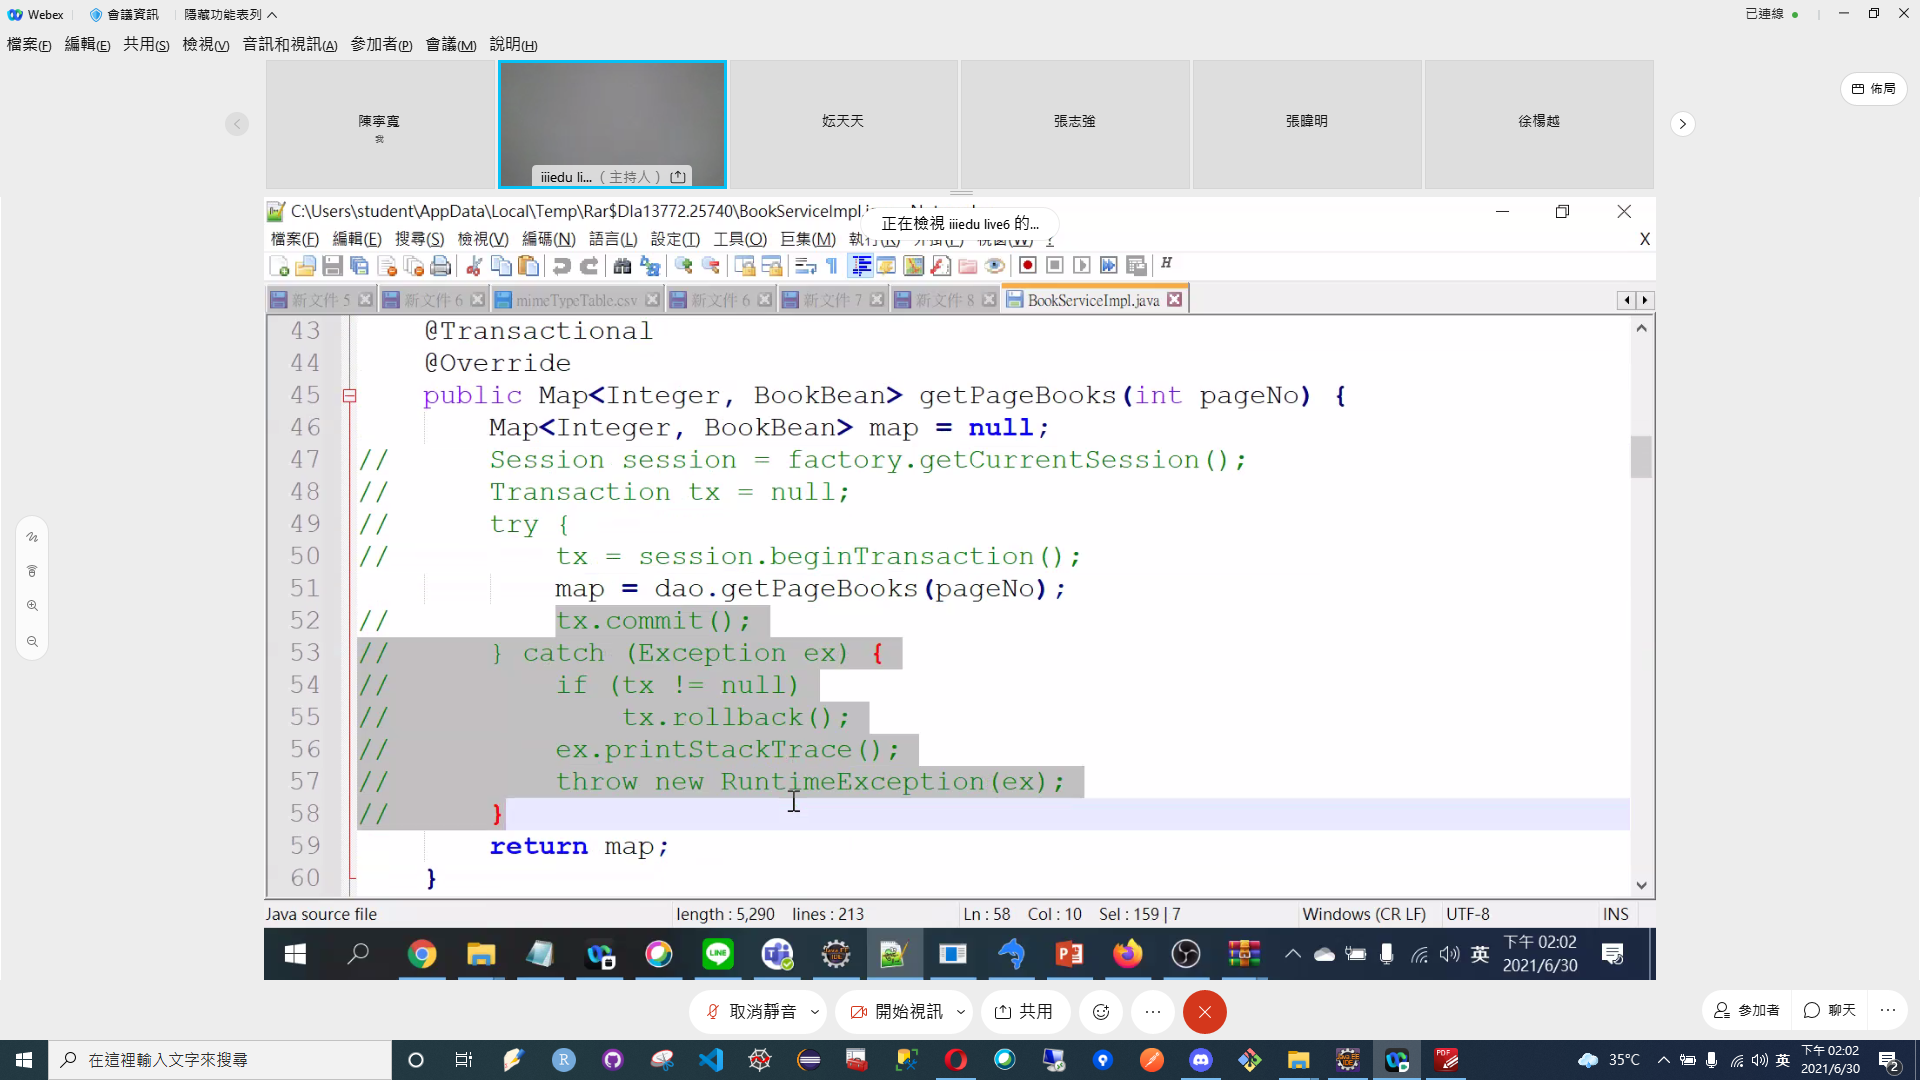 Webex 會議資訊 隱藏功能表列 已連線
檔案(F) 編輯(E) 共用(S) 檢視(V) 音訊和視訊(A) 參加者(P) 會議(M) 說明(H)
佈局
陳寧寬
我
iiiedu li... （主持人）
妘天天
張志強
張暐明
徐楊越
C:\Users\student\AppData\Local\Temp\Rar$DIa13772.25740\BookServiceImpl.j
正在檢視 iiiedu live6 的...
檔案(F) 編輯(E) 搜尋(S) 檢視(V) 編碼(N) 語言(L) 設定(T) 工具(O) 巨集(M) X
新文件 5 新文件 6 mimeTypeTable.csv 新文件 6 新文件 7 新文件 8 BookServiceImpl.java
43 @Transactional
44 @Override
45 public Map<Integer, BookBean> getPageBooks(int pageNo) {
46 Map<Integer, BookBean> map = null;
47 // Session session = factory.getCurrentSession();
48 // Transaction tx = null;
49 // try {
50 // tx = session.beginTransaction();
51 map = dao.getPageBooks(pageNo);
52 // tx.commit();
53 // } catch (Exception ex) {
54 // if (tx != null)
55 // tx.rollback();
56 // ex.printStackTrace();
57 // throw new RuntimeException(ex);
58 // }
59 return map;
60 }
Java source file length : 5,290 lines : 213 Ln : 58 Col : 10 Sel : 159 | 7 Windows (CR LF) UTF-8 INS
英 下午 02:02
2021/6/30
取消靜音 開始視訊 共用 參加者 聊天
在這裡輸入文字來搜尋 35°C 英 下午 02:02
2021/6/30 2